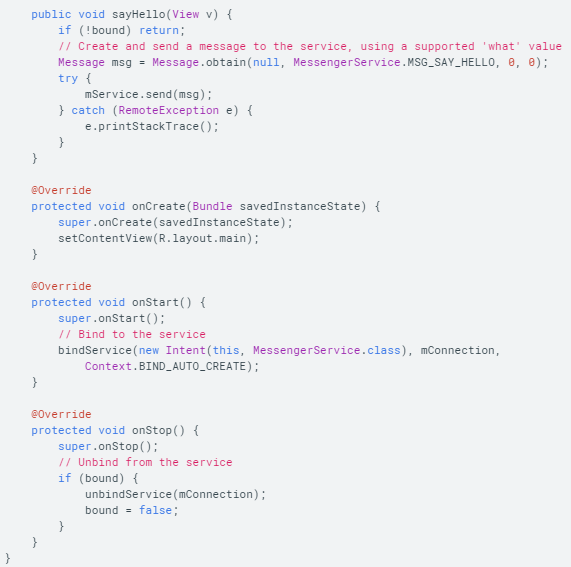 public void sayHello(View v) {
        if (!bound) return;
        // Create and send a message to the service, using a supported 'what' value
        Message msg = Message.obtain(null, MessengerService.MSG_SAY_HELLO, 0, 0);
        try {
            mService.send(msg);
        } catch (RemoteException e) {
            e.printStackTrace();
        }
    }

    @Override
    protected void onCreate(Bundle savedInstanceState) {
        super.onCreate(savedInstanceState);
        setContentView(R.layout.main);
    }

    @Override
    protected void onStart() {
        super.onStart();
        // Bind to the service
        bindService(new Intent(this, MessengerService.class), mConnection,
            Context.BIND_AUTO_CREATE);
    }

    @Override
    protected void onStop() {
        super.onStop();
        // Unbind from the service
        if (bound) {
            unbindService(mConnection);
            bound = false;
        }
    }
}